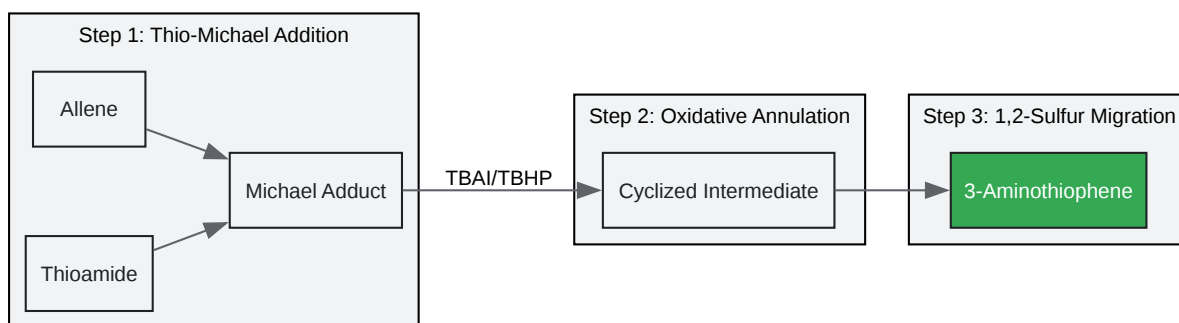 Step 1: Thio-Michael Addition
Allene
Thioamide
Michael Adduct
TBAI/TBHP
Step 2: Oxidative Annulation
Cyclized Intermediate
Step 3: 1,2-Sulfur Migration
3-Aminothiophene